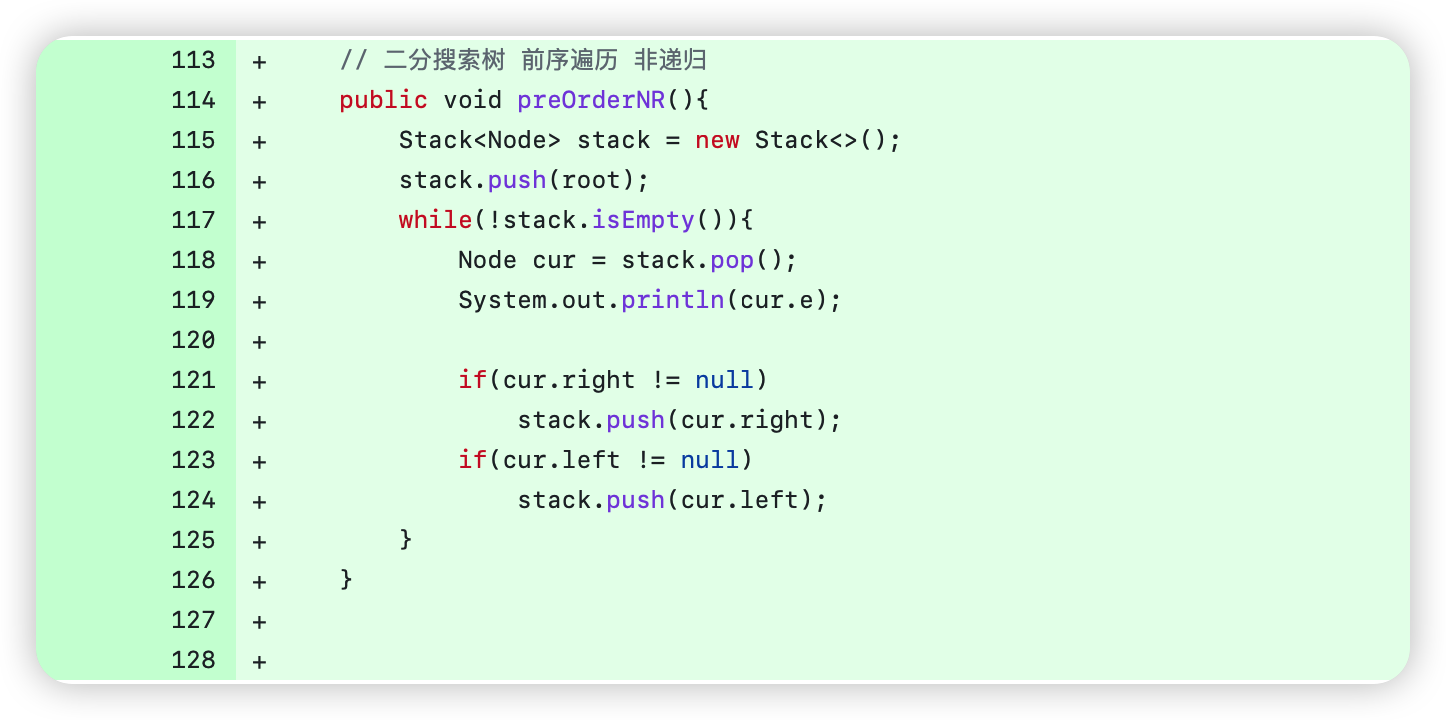 113 + // 二分搜索树 前序遍历 非递归
114 + public void preOrderNR(){
115 + Stack<Node> stack = new Stack<>();
116 + stack.push(root);
117 + while(!stack.isEmpty()){
118 + Node cur = stack.pop();
119 + System.out.println(cur.e);
120 +
121 + if(cur.right != null)
122 + stack.push(cur.right);
123 + if(cur.left != null)
124 + stack.push(cur.left);
125 + }
126 + }
127 +
128 +